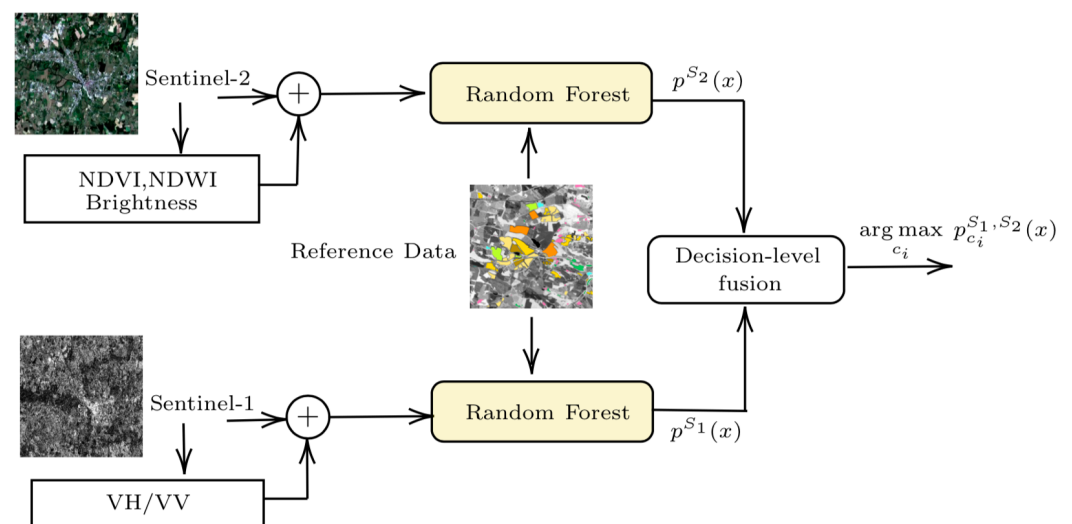 Sentinel-2
+
Random Forest
p^{S_2}(x)
NDVI,NDWI
Brightness
Reference Data
Decision-level
fusion
arg max p_{c_i}^{S_1,S_2}(x)
c_i
Sentinel-1
+
Random Forest
p^{S_1}(x)
VH/VV